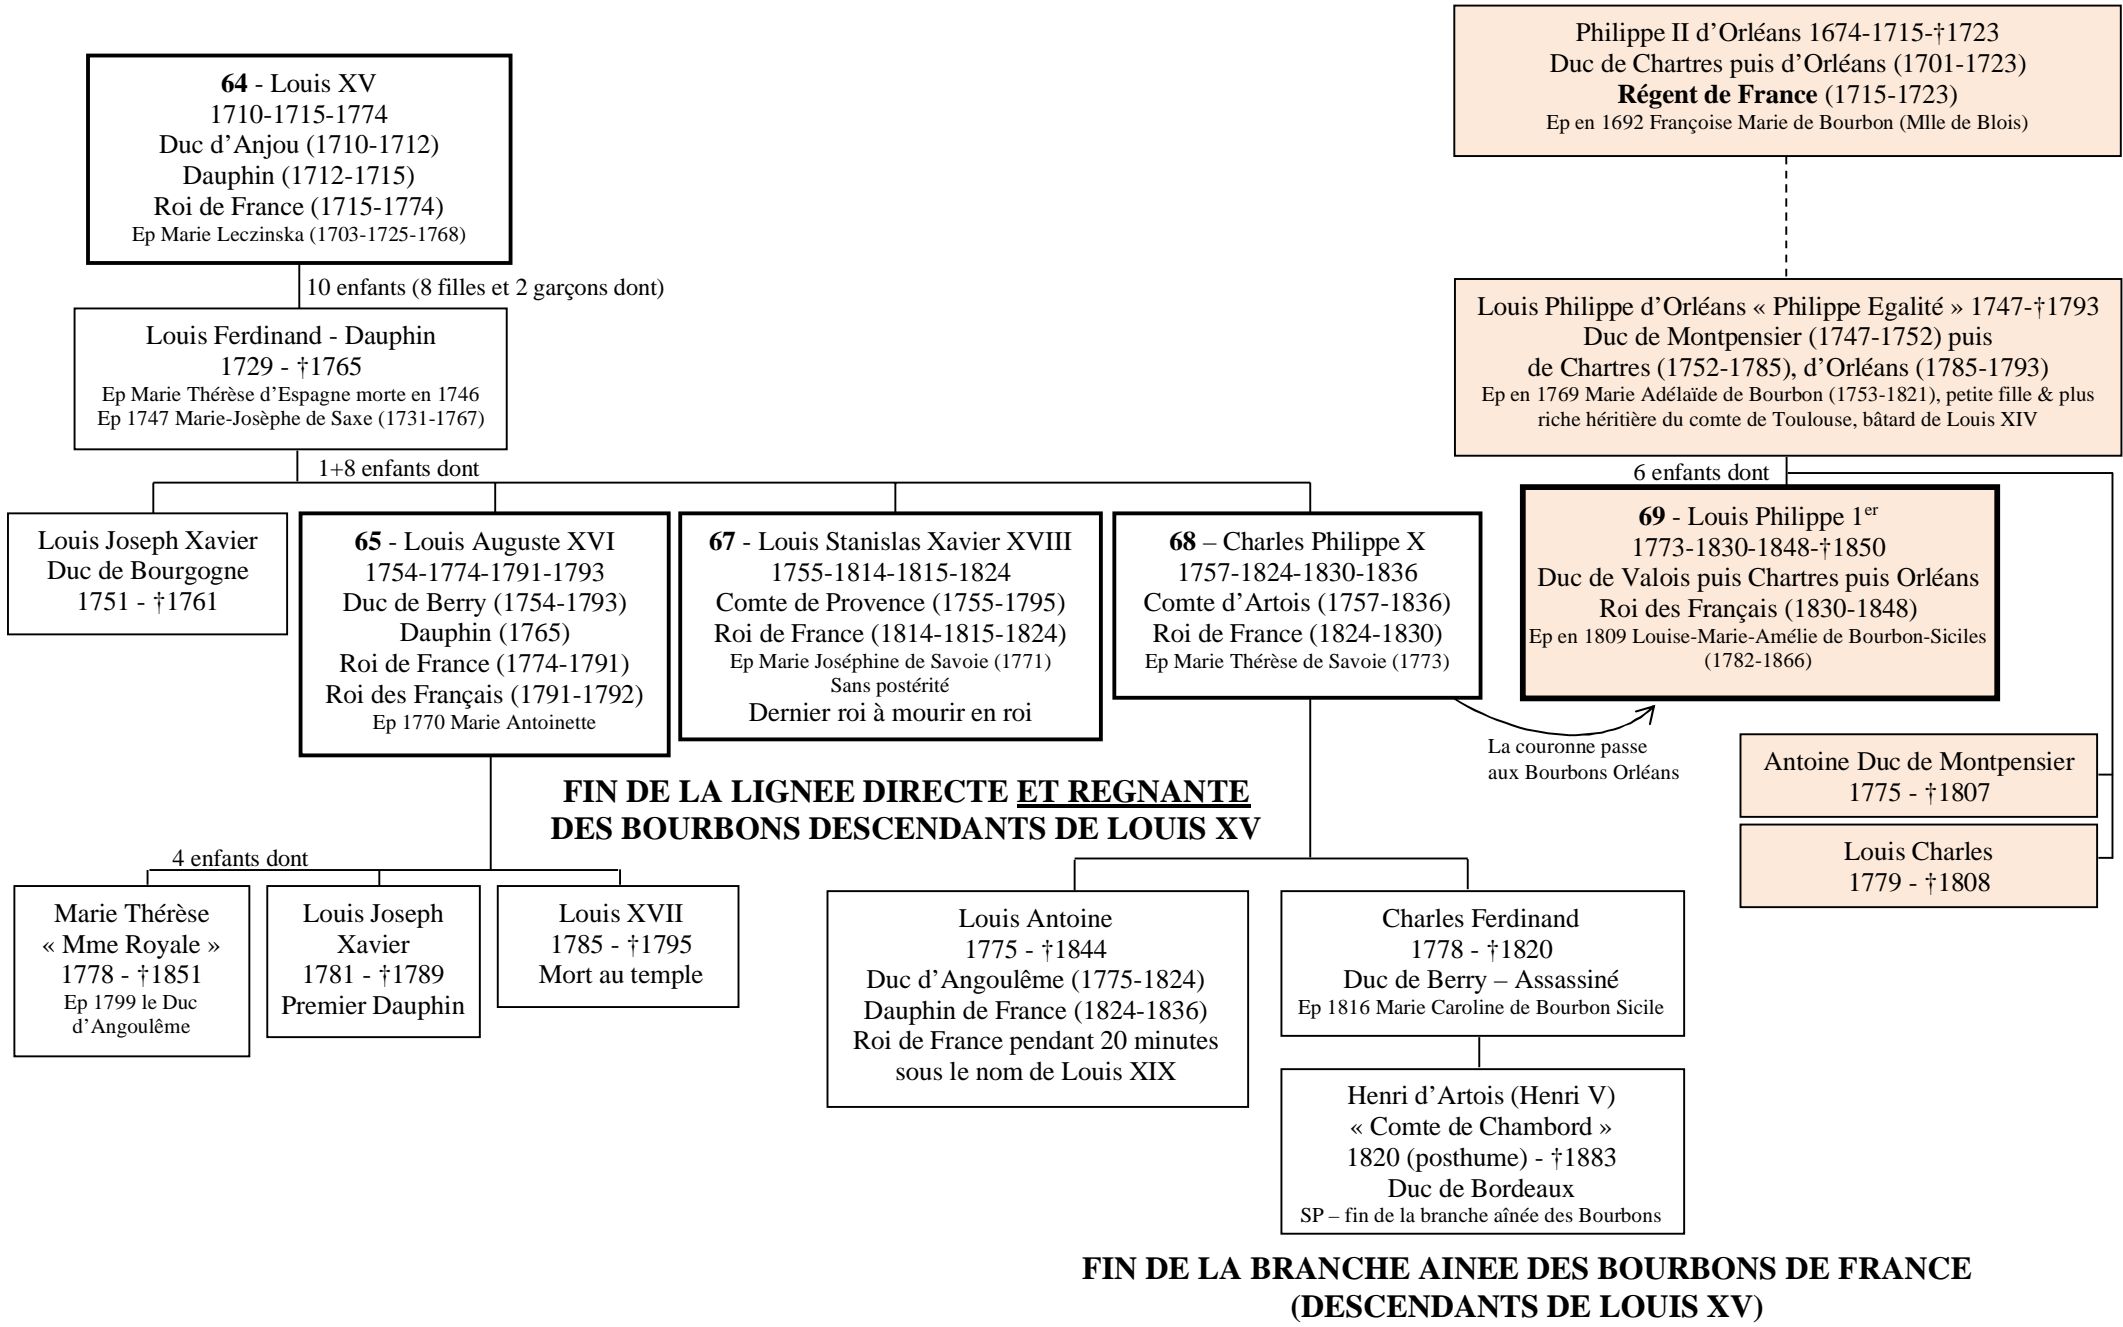 Philippe II d’Orléans 1674-1715-†1723
Duc de Chartres puis d’Orléans (1701-1723)
Régent de France (1715-1723)
Ep en 1692 Françoise Marie de Bourbon (Mlle de Blois)
64 - Louis XV
1710-1715-1774
Duc d’Anjou (1710-1712)
Dauphin (1712-1715)
Roi de France (1715-1774)
Ep Marie Leczinska (1703-1725-1768)
10 enfants (8 filles et 2 garçons dont)
Louis Ferdinand - Dauphin
1729 - †1765
Ep Marie Thérèse d’Espagne morte en 1746
Ep 1747 Marie-Josèphe de Saxe (1731-1767)
Louis Philippe d’Orléans « Philippe Egalité » 1747-†1793
Duc de Montpensier (1747-1752) puis
de Chartres (1752-1785), d’Orléans (1785-1793)
Ep en 1769 Marie Adélaïde de Bourbon (1753-1821), petite fille & plus
riche héritière du comte de Toulouse, bâtard de Louis XIV
1+8 enfants dont
6 enfants dont
Louis Joseph Xavier
Duc de Bourgogne
1751 - †1761
65 - Louis Auguste XVI
1754-1774-1791-1793
Duc de Berry (1754-1793)
Dauphin (1765)
Roi de France (1774-1791)
Roi des Français (1791-1792)
Ep 1770 Marie Antoinette
67 - Louis Stanislas Xavier XVIII
1755-1814-1815-1824
Comte de Provence (1755-1795)
Roi de France (1814-1815-1824)
Ep Marie Joséphine de Savoie (1771)
Sans postérité
Dernier roi à mourir en roi
68 – Charles Philippe X
1757-1824-1830-1836
Comte d’Artois (1757-1836)
Roi de France (1824-1830)
Ep Marie Thérèse de Savoie (1773)
69 - Louis Philippe 1er
1773-1830-1848-†1850
Duc de Valois puis Chartres puis Orléans
Roi des Français (1830-1848)
Ep en 1809 Louise-Marie-Amélie de Bourbon-Siciles
(1782-1866)
La couronne passe
aux Bourbons Orléans
Antoine Duc de Montpensier
1775 - †1807
Louis Charles
1779 - †1808
FIN DE LA LIGNEE DIRECTE ET REGNANTE
DES BOURBONS DESCENDANTS DE LOUIS XV
4 enfants dont
Marie Thérèse
« Mme Royale »
1778 - †1851
Ep 1799 le Duc
d’Angoulême
Louis Joseph
Xavier
1781 - †1789
Premier Dauphin
Louis XVII
1785 - †1795
Mort au temple
Louis Antoine
1775 - †1844
Duc d’Angoulême (1775-1824)
Dauphin de France (1824-1836)
Roi de France pendant 20 minutes
sous le nom de Louis XIX
Charles Ferdinand
1778 - †1820
Duc de Berry – Assassiné
Ep 1816 Marie Caroline de Bourbon Sicile
Henri d’Artois (Henri V)
« Comte de Chambord »
1820 (posthume) - †1883
Duc de Bordeaux
SP – fin de la branche aînée des Bourbons
FIN DE LA BRANCHE AINEE DES BOURBONS DE FRANCE
(DESCENDANTS DE LOUIS XV)